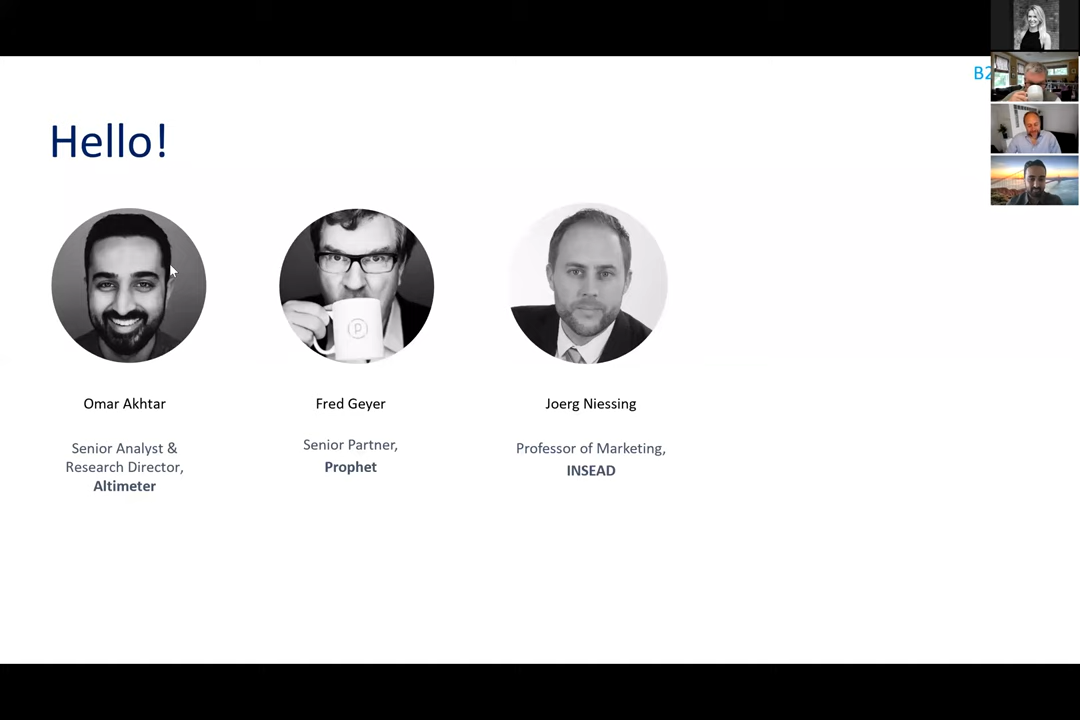 B2
Hello!
Omar Akhtar
Senior Analyst &
Research Director,
Altimeter
Fred Geyer
Senior Partner,
Prophet
Joerg Niessing
Professor of Marketing,
INSEAD